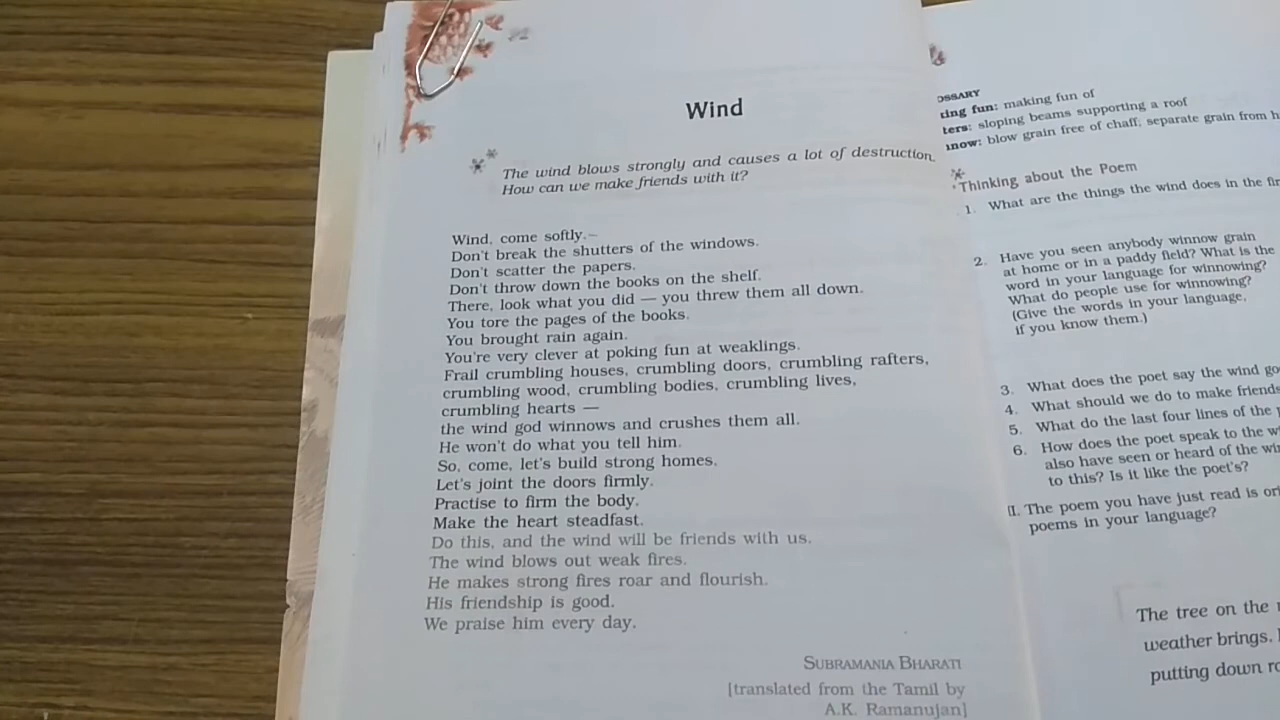 Wind
The wind blows strongly and causes a lot of destruction.
How can we make friends with it?
Wind, come softly.
Don't break the shutters of the windows.
Don't scatter the papers.
Don't throw down the books on the shelf.
There, look what you did — you threw them all down.
You tore the pages of the books.
You brought rain again.
You're very clever at poking fun at weaklings.
Frail crumbling houses, crumbling doors, crumbling rafters,
crumbling wood, crumbling bodies, crumbling lives,
crumbling hearts —
the wind god winnows and crushes them all.
He won't do what you tell him.
So, come, let's build strong homes,
Let's joint the doors firmly.
Practise to firm the body.
Make the heart steadfast.
Do this, and the wind will be friends with us.
The wind blows out weak fires.
He makes strong fires roar and flourish.
His friendship is good.
We praise him every day.
SUBRAMANIA BHARATI
[translated from the Tamil by
A.K. Ramanujan]
fun: making fun of
sloping beams supporting a roof
blow grain free of chaff; separate grain from
Thinking about the Poem
1. What are the things the wind does in the
2. Have you seen anybody winnow grain
at home or in a paddy field? What is the
word in your language for winnowing?
What do people use for winnowing?
(Give the words in your language,
if you know them.)
3. What does the poet say the wind
4. What should we do to make friends
5. What do the last four lines of the
6. How does the poet speak to the
also have seen or heard of the
to this? Is it like the poet's?
II. The poem you have just read is
poems in your language?
The tree on the
weather brings,
putting down